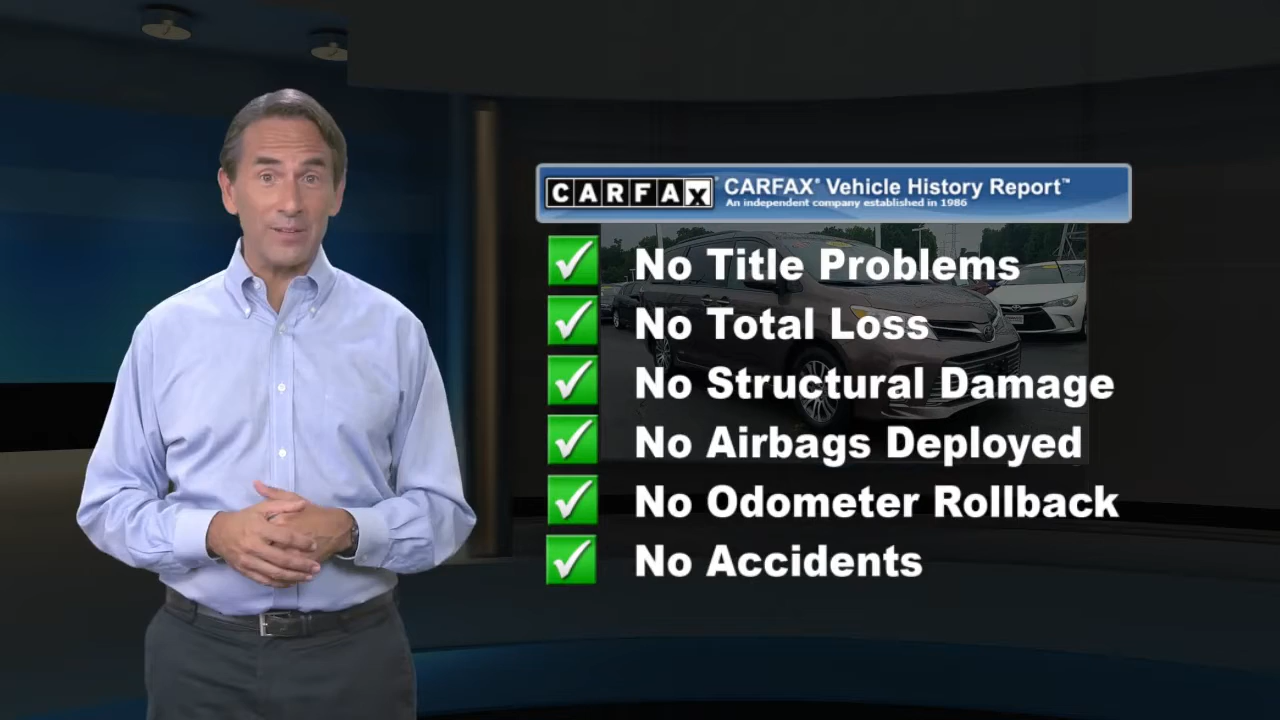 CARFAX® CARFAX® Vehicle History Report™
An independent company established in 1986
No Title Problems
No Total Loss
No Structural Damage
No Airbags Deployed
No Odometer Rollback
No Accidents